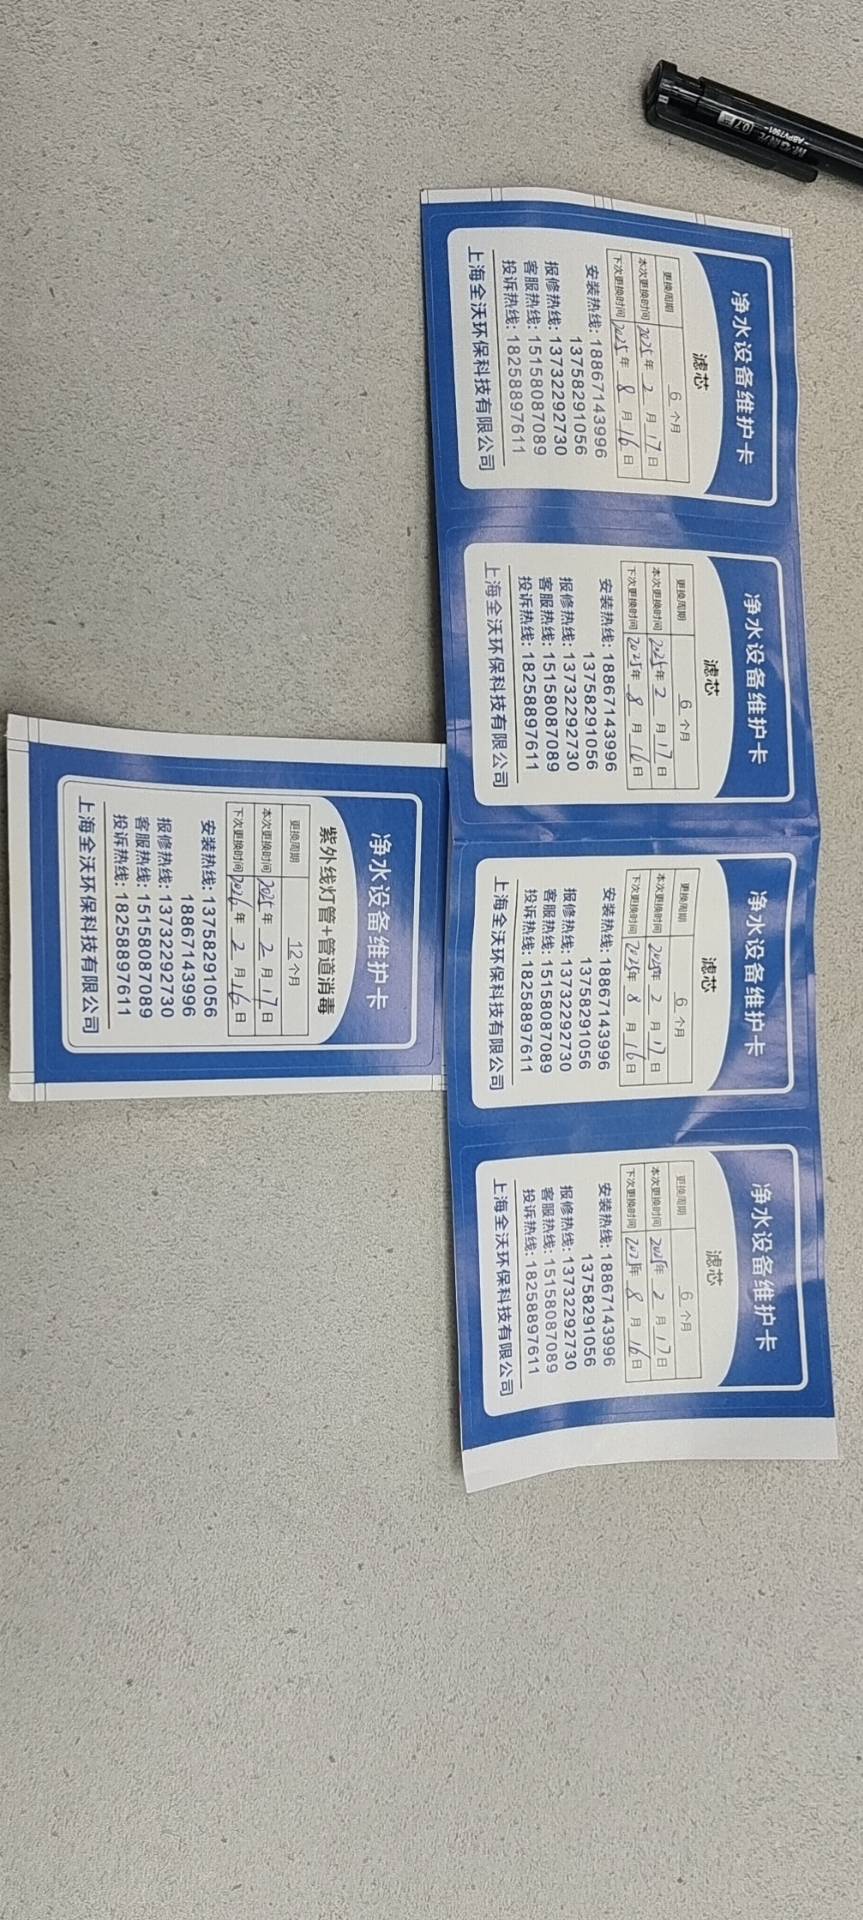 净水设备维护卡
滤芯
更换周期 6 个月
本次更换时间 2025 年 2 月 17 日
下次更换时间 2025 年 8 月 16 日
安装热线: 18867143996
13758291056
报修热线: 13732292730
客服热线: 15158087089
投诉热线: 18258897611
上海全沃环保科技有限公司
净水设备维护卡
滤芯
更换周期 6 个月
本次更换时间 2025 年 2 月 17 日
下次更换时间 2025 年 8 月 16 日
安装热线: 18867143996
13758291056
报修热线: 13732292730
客服热线: 15158087089
投诉热线: 18258897611
上海全沃环保科技有限公司
净水设备维护卡
滤芯
更换周期 6 个月
本次更换时间 2025 年 2 月 17 日
下次更换时间 2025 年 8 月 16 日
安装热线: 18867143996
13758291056
报修热线: 13732292730
客服热线: 15158087089
投诉热线: 18258897611
上海全沃环保科技有限公司
净水设备维护卡
滤芯
更换周期 6 个月
本次更换时间 2025 年 2 月 17 日
下次更换时间 2025 年 8 月 16 日
安装热线: 18867143996
13758291056
报修热线: 13732292730
客服热线: 15158087089
投诉热线: 18258897611
上海全沃环保科技有限公司
净水设备维护卡
紫外线灯管+管道消毒
更换周期 12 个月
本次更换时间 2025 年 2 月 17 日
下次更换时间 2026 年 2 月 16 日
安装热线: 13758291056
18867143996
报修热线: 13732292730
客服热线: 15158087089
投诉热线: 18258897611
上海全沃环保科技有限公司
0.7